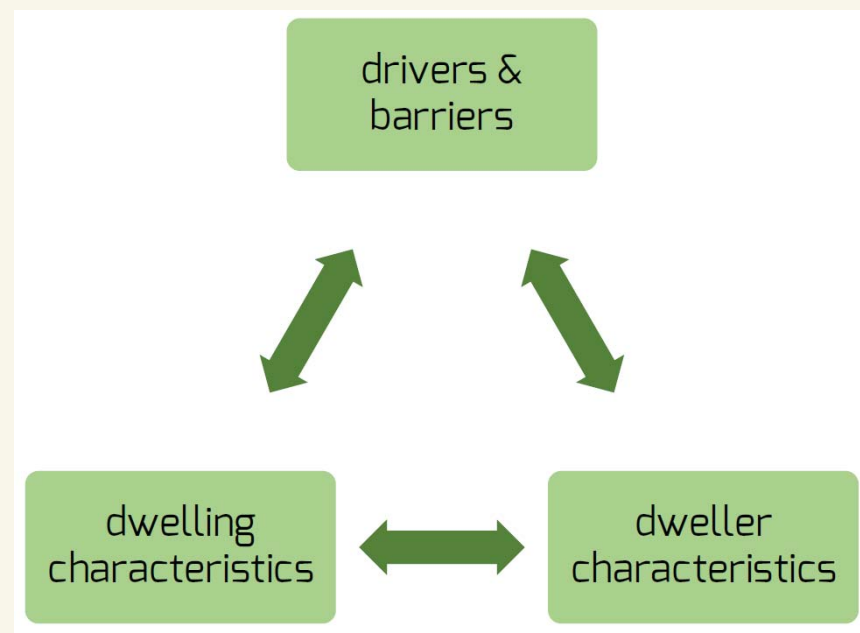 drivers &
barriers
dwelling
characteristics
dweller
characteristics